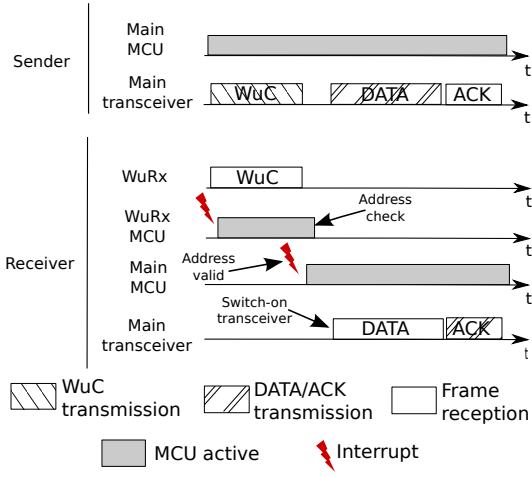 Main
MCU
Sender
t
Main
transceiver
WuC
DATA
ACK
t
WuRx
WuC
t
WuRx
MCU
Address
check
t
Receiver
Address
valid
Main
MCU
t
Switch-on
transceiver
Main
transceiver
DATA
ACK
t
WuC
transmission
DATA/ACK
transmission
Frame
reception
MCU active
Interrupt